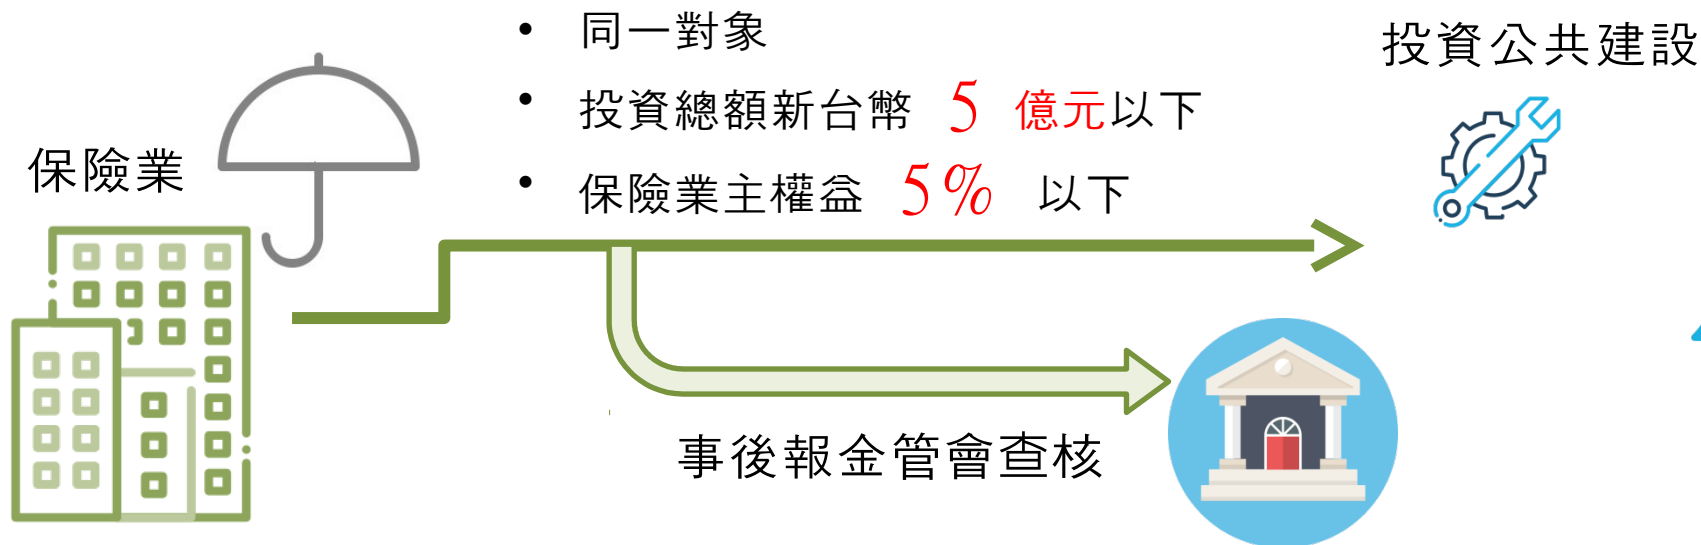 • 同一對象
• 投資總額新台幣 5 億元以下
• 保險業主權益 5% 以下
投資公共建設
保險業
事後報金管會查核